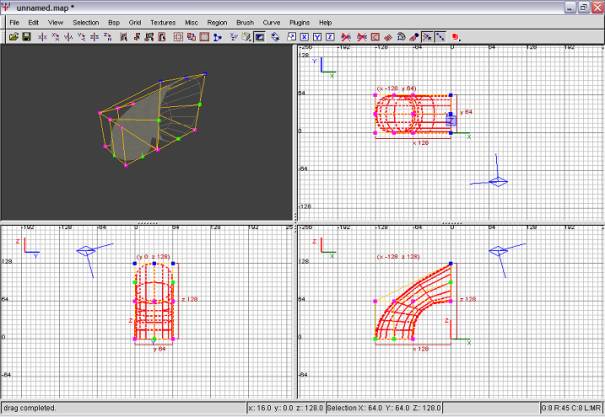 unnamed.map *
File Edit View Selection Bsp Grid Textures Misc Region Brush Curve Plugins Help
-256 -192 -128 -64 0 64
128
Y
X
(x -128 y 64)
64
y 64
0
x 128
X
-64
-128
-192 -128 -64 0 64 128 192
Z
Y
(y 0 z 128)
128
z 128
64
Z
0
Y
y 64
-64
-192 -128 -64 0 64 128 192
Z
X
(x -128 z 128)
128
z 128
64
Z
0
X
x 128
-64
drag completed.
x: 16.0 y: 0.0 z: 128.0
Selection X: 64.0 Y: 64.0 Z: 128.0
G:8 R:45 C:8 L:MR